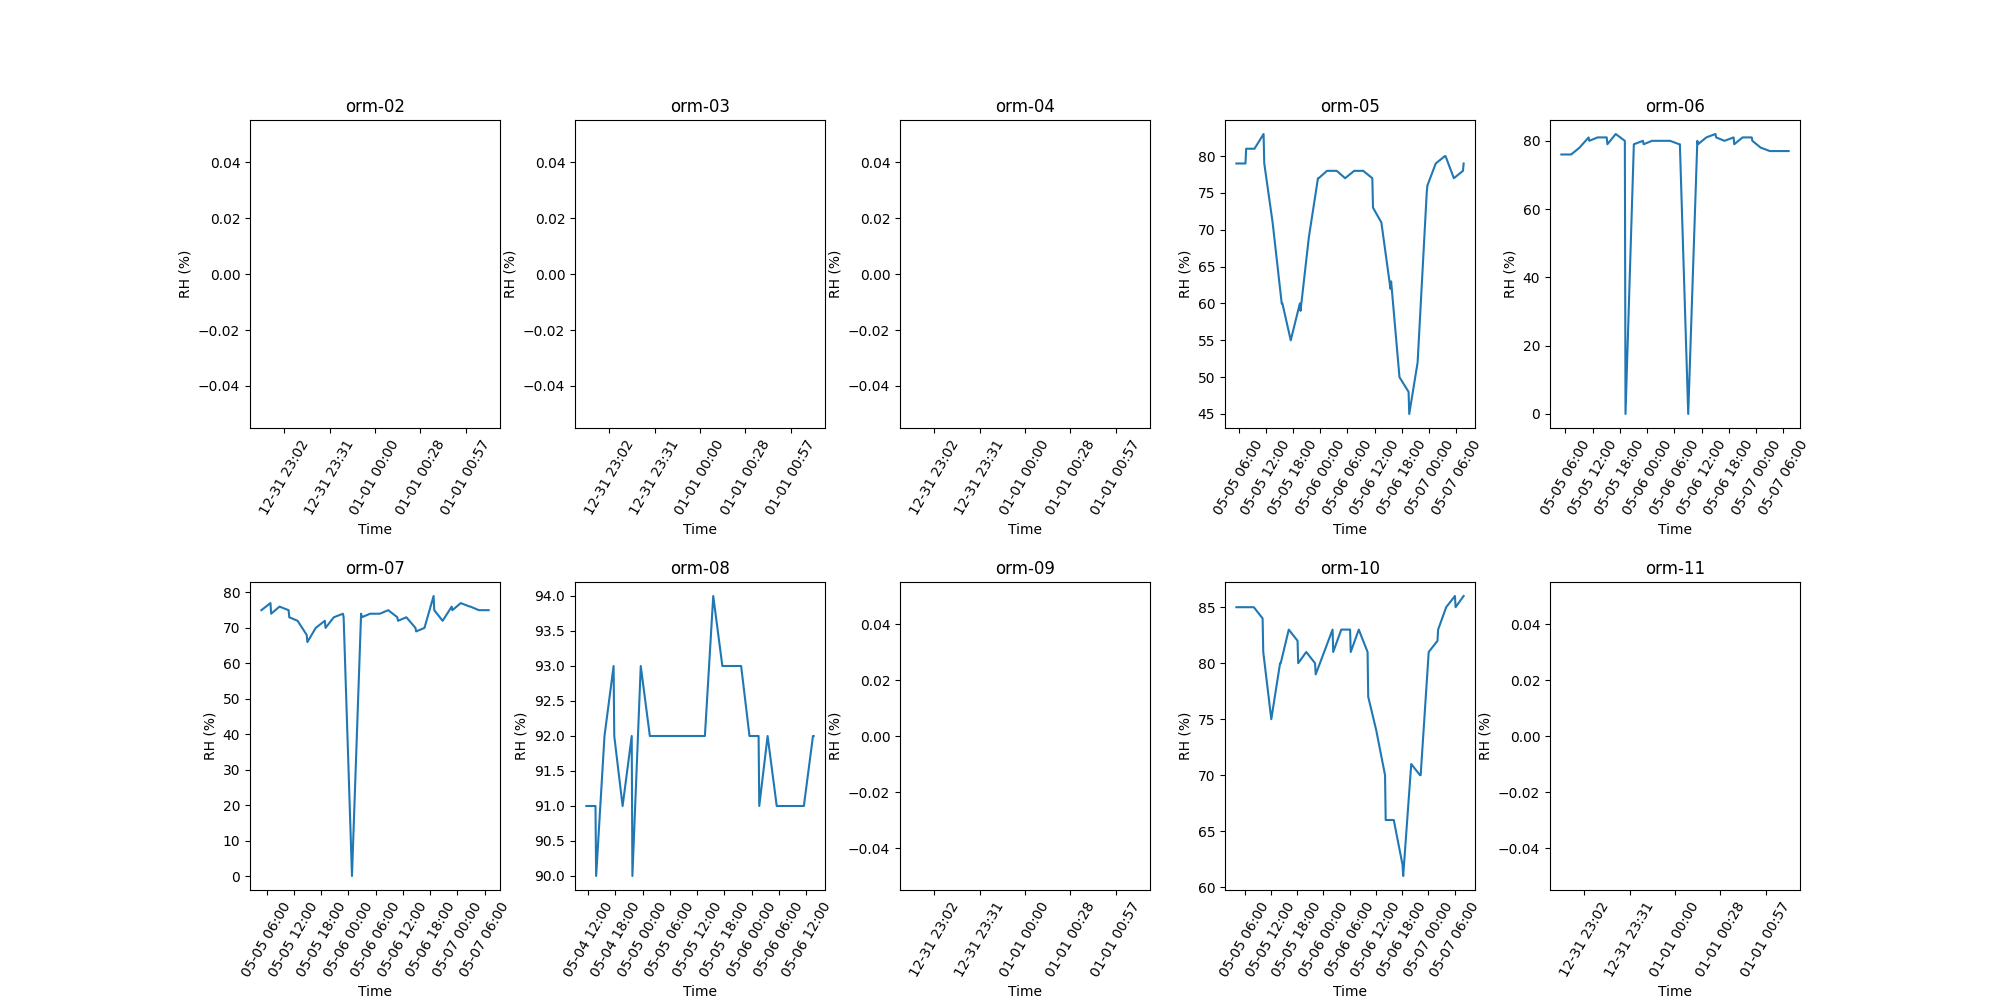 orm-02 orm-03 orm-04 orm-05 orm-06
RH (%) 0.04 0.02 0.00 −0.02 −0.04
12-31 23:02 12-31 23:31 01-01 00:00 01-01 00:28 01-01 00:57
Time
RH (%) 0.04 0.02 0.00 −0.02 −0.04
12-31 23:02 12-31 23:31 01-01 00:00 01-01 00:28 01-01 00:57
Time
RH (%) 0.04 0.02 0.00 −0.02 −0.04
12-31 23:02 12-31 23:31 01-01 00:00 01-01 00:28 01-01 00:57
Time
RH (%) 80 75 70 65 60 55 50 45
05-05 06:00 05-05 12:00 05-05 18:00 05-06 00:00 05-06 06:00 05-06 12:00 05-06 18:00 05-07 00:00 05-07 06:00
Time
RH (%) 80 60 40 20 0
05-05 06:00 05-05 12:00 05-05 18:00 05-06 00:00 05-06 06:00 05-06 12:00 05-06 18:00 05-07 00:00 05-07 06:00
Time
orm-07 orm-08 orm-09 orm-10 orm-11
RH (%) 80 70 60 50 40 30 20 10 0
05-05 06:00 05-05 12:00 05-05 18:00 05-06 00:00 05-06 06:00 05-06 12:00 05-06 18:00 05-07 00:00 05-07 06:00
Time
RH (%) 94.0 93.5 93.0 92.5 92.0 91.5 91.0 90.5 90.0
05-04 12:00 05-04 18:00 05-05 00:00 05-05 06:00 05-05 12:00 05-05 18:00 05-06 00:00 05-06 06:00 05-06 12:00
Time
RH (%) 0.04 0.02 0.00 −0.02 −0.04
12-31 23:02 12-31 23:31 01-01 00:00 01-01 00:28 01-01 00:57
Time
RH (%) 85 80 75 70 65 60
05-05 06:00 05-05 12:00 05-05 18:00 05-06 00:00 05-06 06:00 05-06 12:00 05-06 18:00 05-07 00:00 05-07 06:00
Time
RH (%) 0.04 0.02 0.00 −0.02 −0.04
12-31 23:02 12-31 23:31 01-01 00:00 01-01 00:28 01-01 00:57
Time